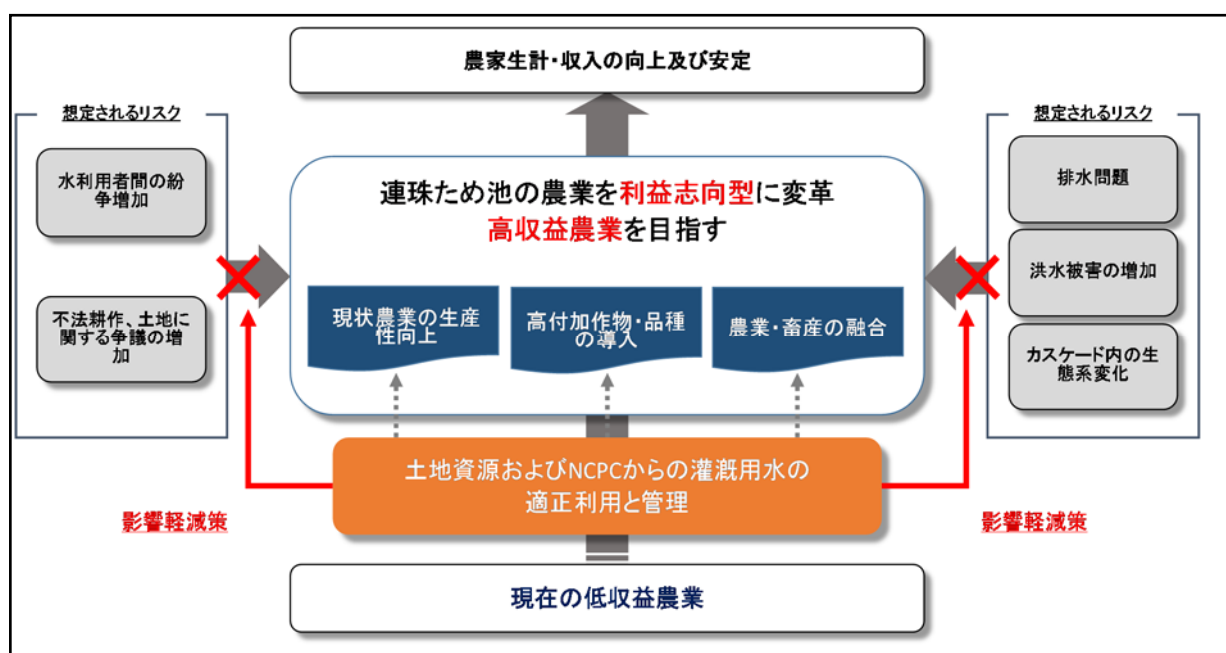 農家生計・収入の向上及び安定
想定されるリスク
水利用者間の紛
争増加
不法耕作、土地に
関する争議の増
加
連珠ため池の農業を利益志向型に変革
高収益農業を目指す
現状農業の生産
性向上
高付加作物・品種
の導入
農業・畜産の融合
想定されるリスク
排水問題
洪水被害の増加
カスケード内の生
態系変化
土地資源およびNCPCからの灌漑用水の
適正利用と管理
影響軽減策
影響軽減策
現在の低収益農業